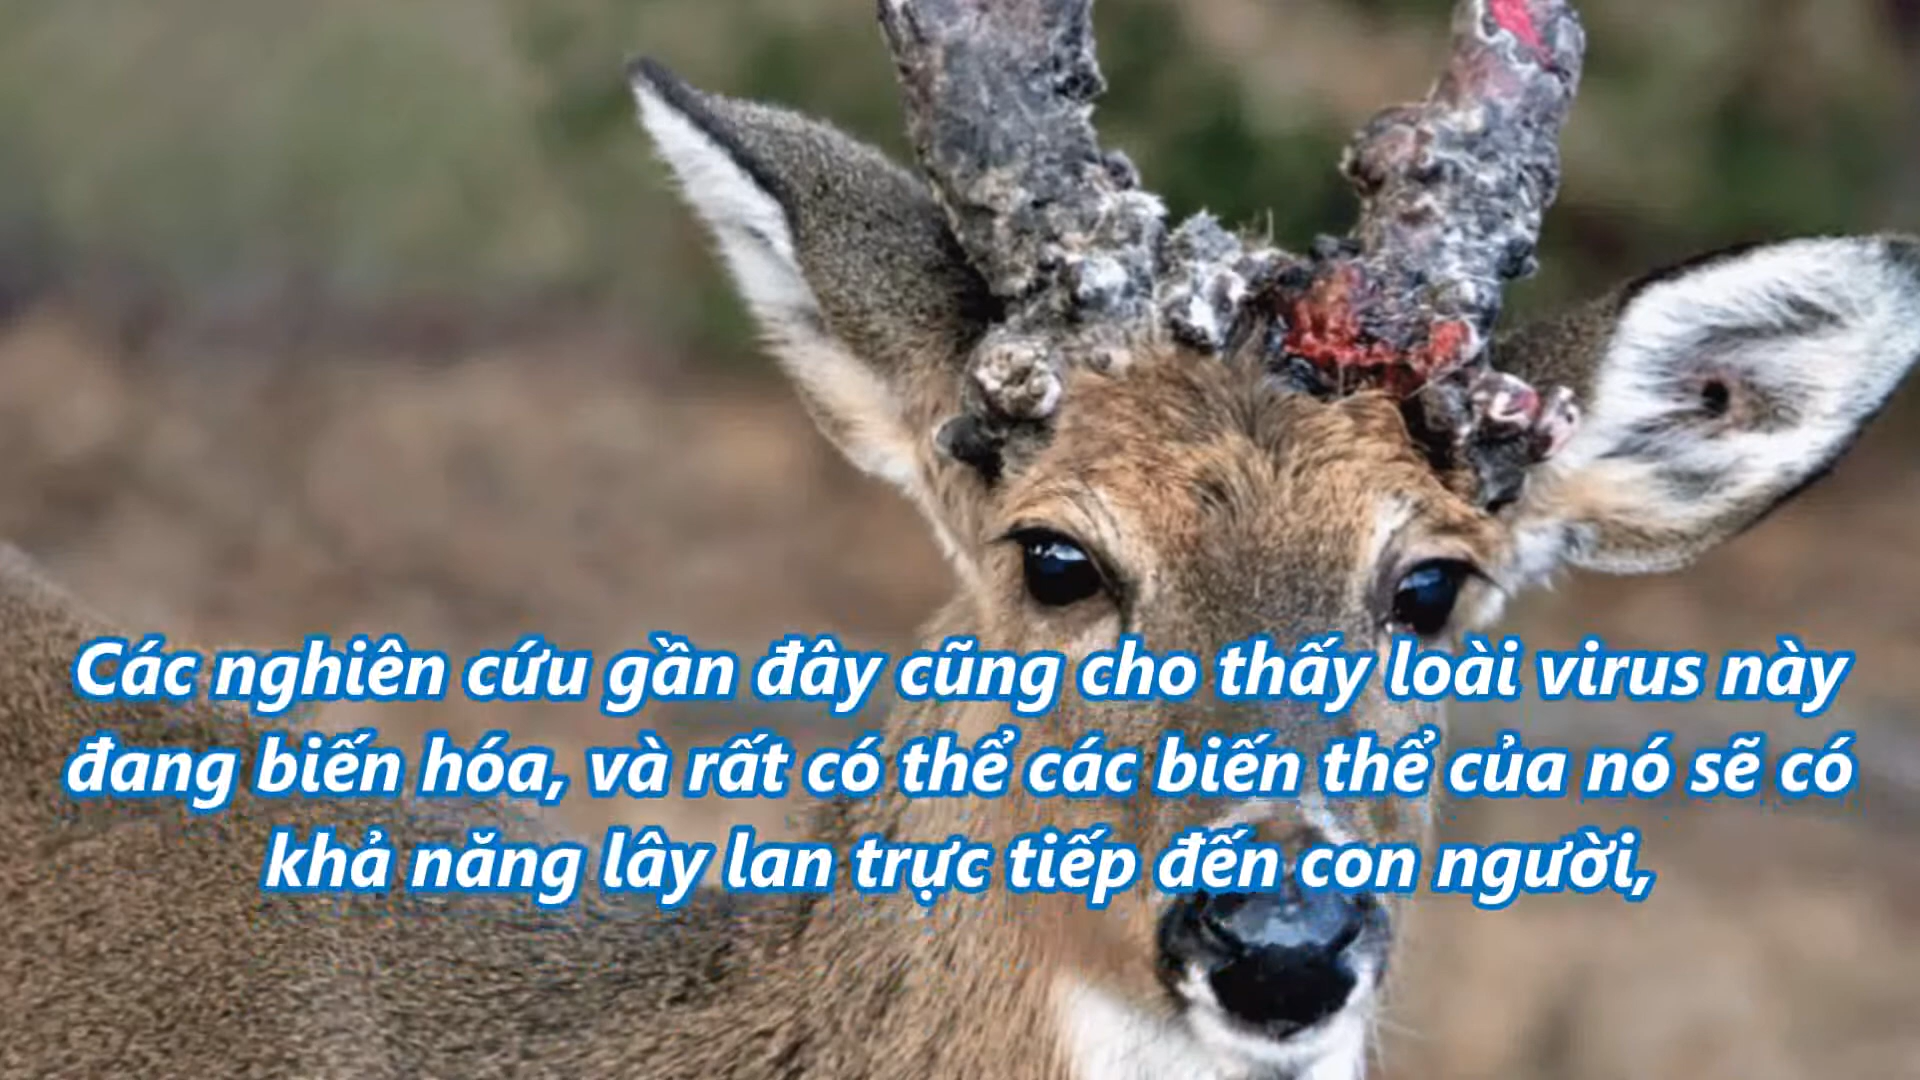 Các nghiên cứu gần đây cũng cho thấy loài virus này
đang biến hóa, và rất có thể các biến thể của nó sẽ có
khả năng lây lan trực tiếp đến con người,